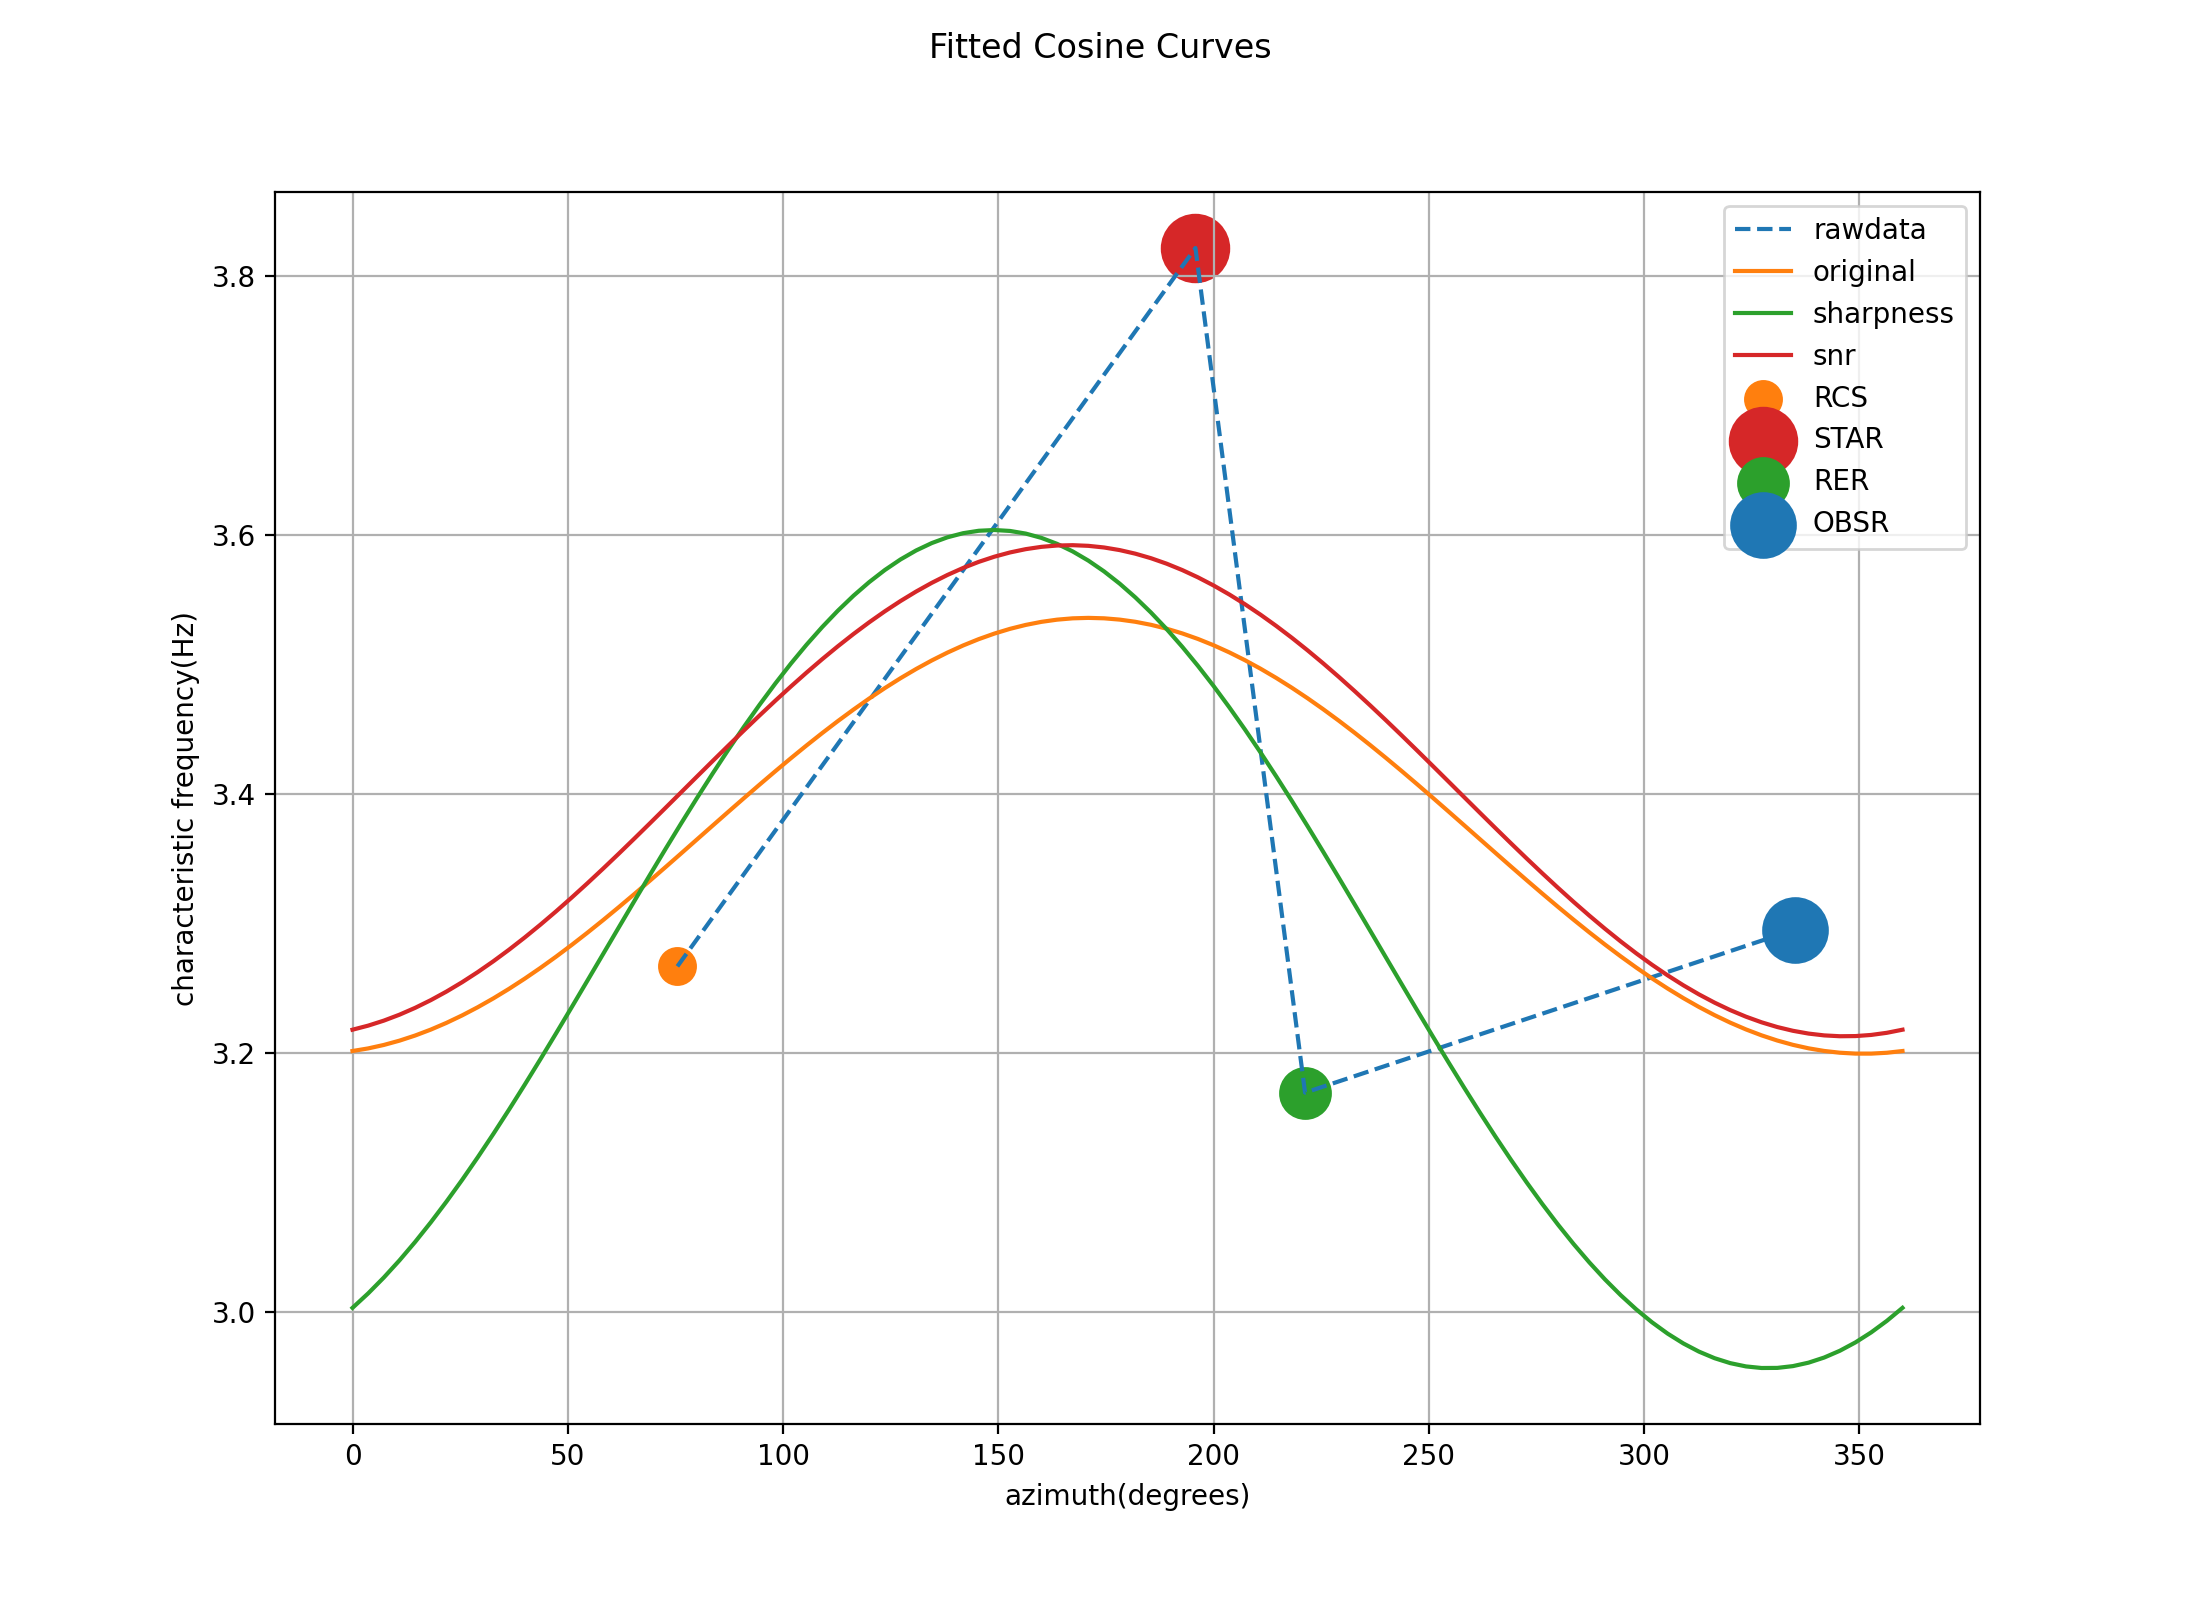 Fitted Cosine Curves
rawdata
original
sharpness
snr
RCS
STAR
RER
OBSR
characteristic frequency(Hz)
3.8
3.6
3.4
3.2
3.0
0 50 100 150 200 250 300 350
azimuth(degrees)